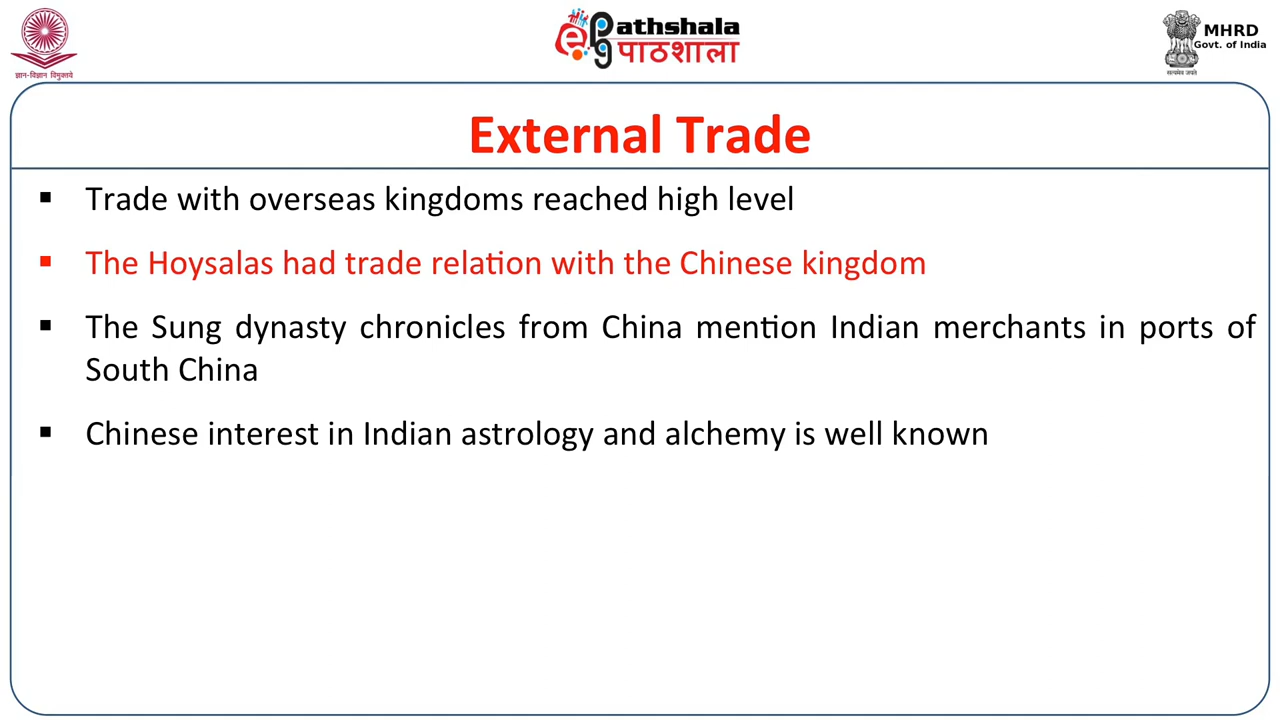 ज्ञान-विज्ञान विमुक्तये
e PG Pathshala
पाठशाला
MHRD
Govt. of India
सत्यमेव जयते
External Trade
▪ Trade with overseas kingdoms reached high level
▪ The Hoysalas had trade relation with the Chinese kingdom
▪ The Sung dynasty chronicles from China mention Indian merchants in ports of
South China
▪ Chinese interest in Indian astrology and alchemy is well known